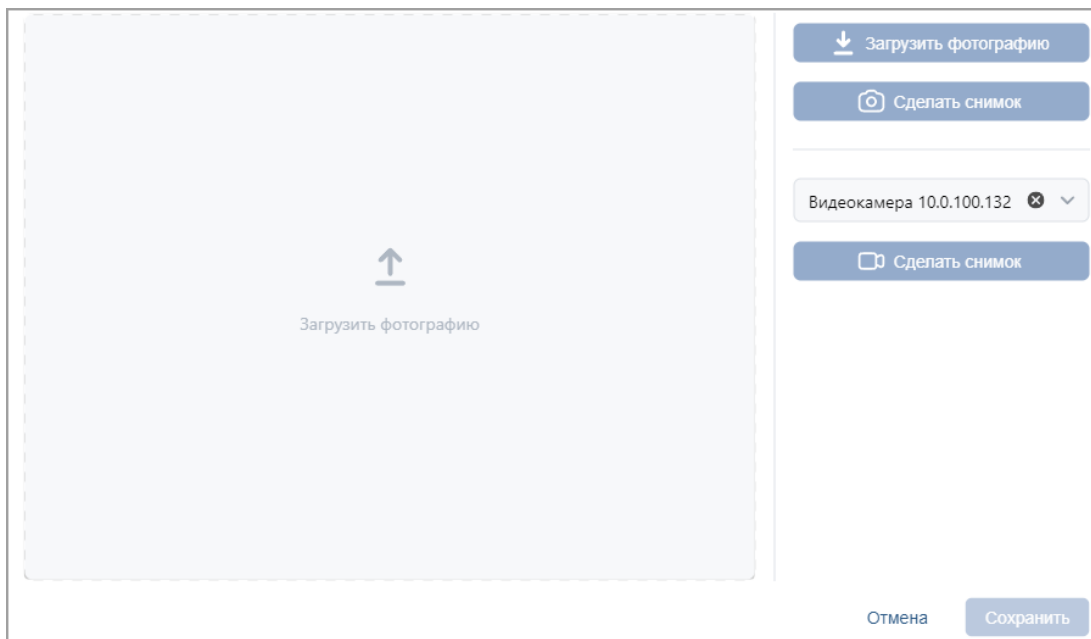 Загрузить фотографию
Сделать снимок
Видеокамера 10.0.100.132
Сделать снимок
Загрузить фотографию
Отмена
Сохранить